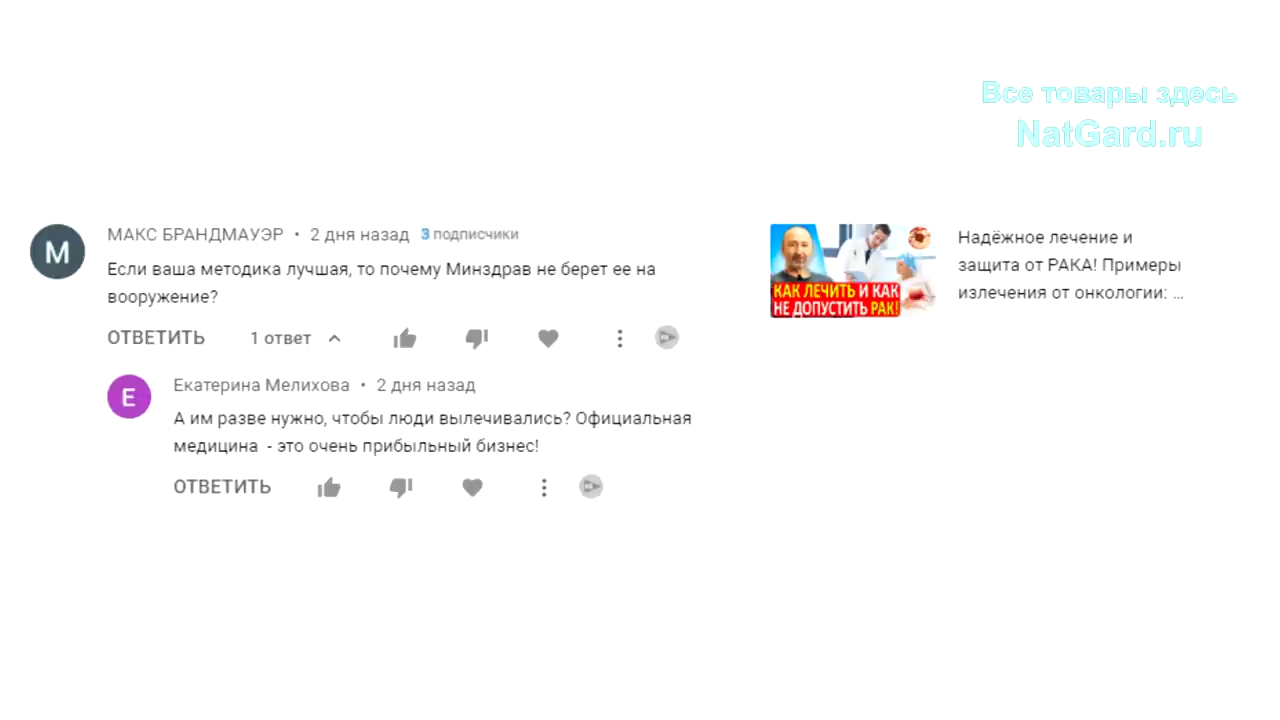 Все товары здесь
NatGard.ru
МАКС БРАНДМАУЭР • 2 дня назад 3 подписчики
Если ваша методика лучшая, то почему Минздрав не берет ее на
вооружение?
ОТВЕТИТЬ 1 ответ
М
Екатерина Мелихова • 2 дня назад
А им разве нужно, чтобы люди вылечивались? Официальная
медицина - это очень прибыльный бизнес!
ОТВЕТИТЬ
Е
КАК ЛЕЧИТЬ И КАК
НЕ ДОПУСТИТЬ РАК!
Надёжное лечение и
защита от РАКА! Примеры
излечения от онкологии: ...